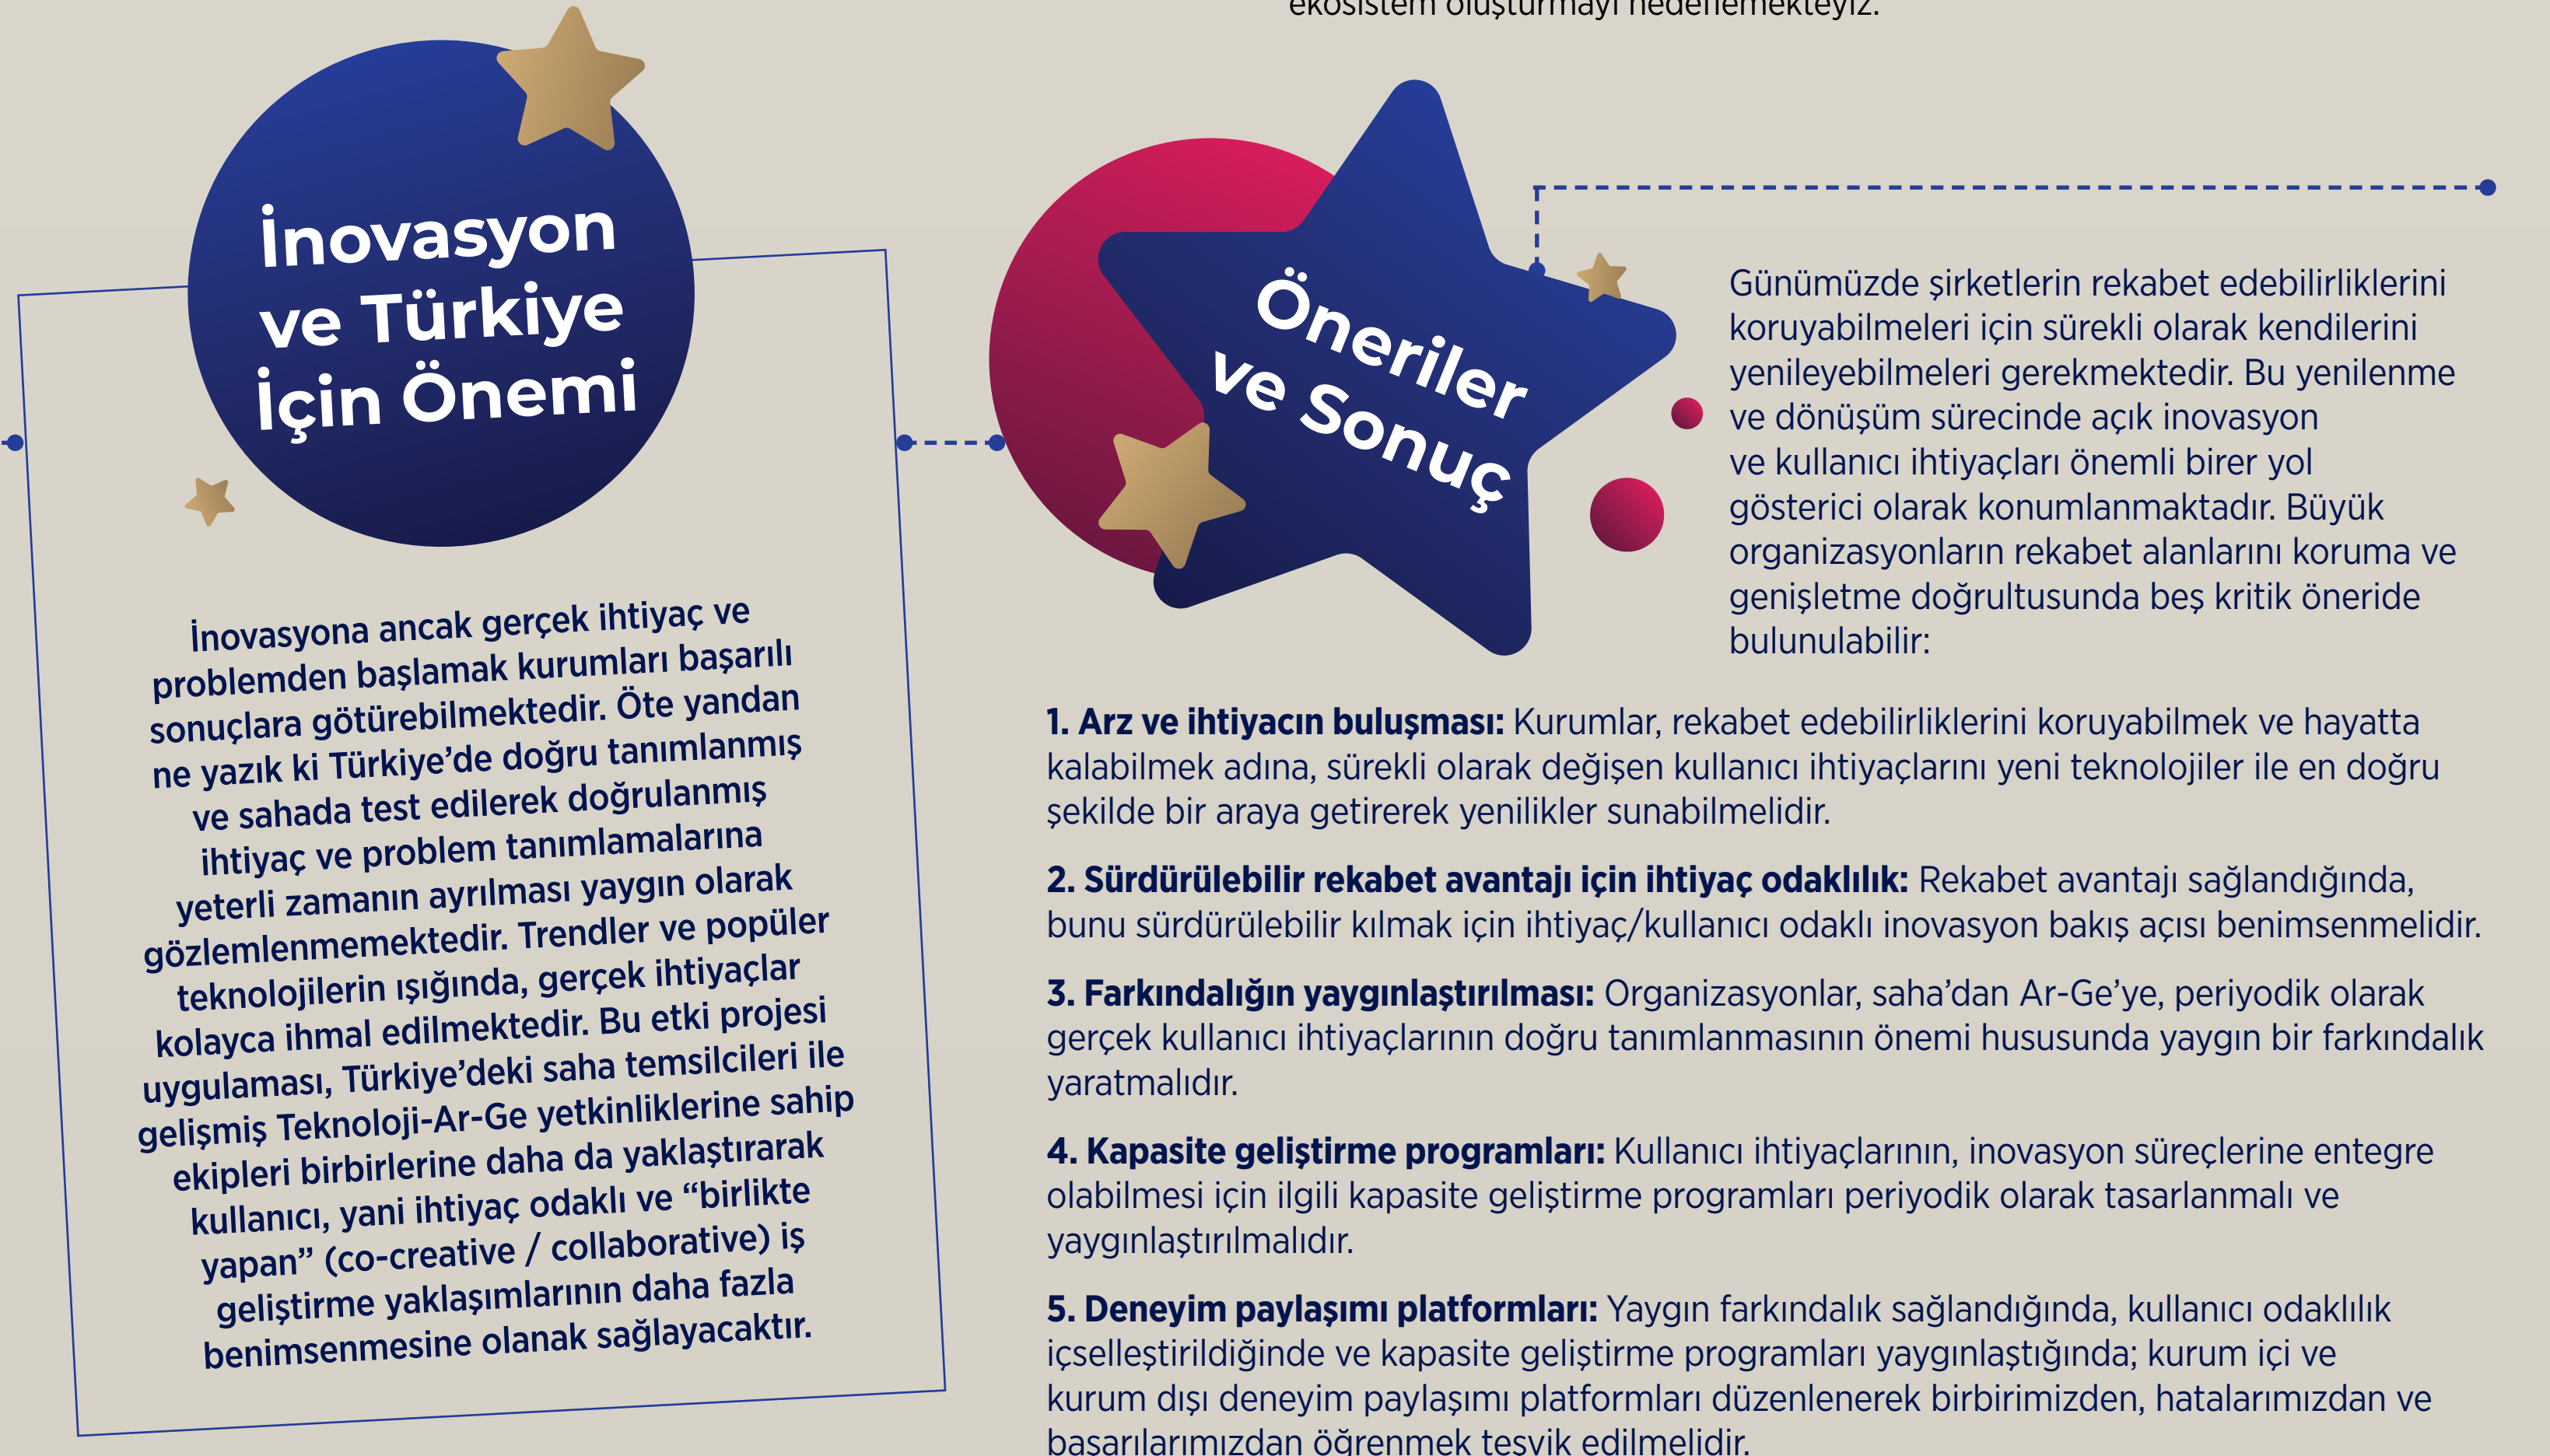 ekosistem oluşturmayı hedeflemekteyiz.
İnovasyon
ve Türkiye
İçin Önemi
İnovasyona ancak gerçek ihtiyaç ve
problemden başlamak kurumları başarılı
sonuçlara götürebilmektedir. Öte yandan
ne yazık ki Türkiye’de doğru tanımlanmış
ve sahada test edilerek doğrulanmış
ihtiyaç ve problem tanımlamalarına
yeterli zamanın ayrılması yaygın olarak
gözlemlenmemektedir. Trendler ve popüler
teknolojilerin ışığında, gerçek ihtiyaçlar
kolayca ihmal edilmektedir. Bu etki projesi
uygulaması, Türkiye’deki saha temsilcileri ile
gelişmiş Teknoloji-Ar-Ge yetkinliklerine sahip
ekipleri birbirlerine daha da yaklaştırarak
kullanıcı, yani ihtiyaç odaklı ve “birlikte
yapan” (co-creative / collaborative) iş
geliştirme yaklaşımlarının daha fazla
benimsenmesine olanak sağlayacaktır.
Öneriler
ve Sonuç
Günümüzde şirketlerin rekabet edebilirliklerini
koruyabilmeleri için sürekli olarak kendilerini
yenileyebilmeleri gerekmektedir. Bu yenilenme
ve dönüşüm sürecinde açık inovasyon
ve kullanıcı ihtiyaçları önemli birer yol
gösterici olarak konumlanmaktadır. Büyük
organizasyonların rekabet alanlarını koruma ve
genişletme doğrultusunda beş kritik öneride
bulunulabilir:
1. Arz ve ihtiyacın buluşması: Kurumlar, rekabet edebilirliklerini koruyabilmek ve hayatta
kalabilmek adına, sürekli olarak değişen kullanıcı ihtiyaçlarını yeni teknolojiler ile en doğru
şekilde bir araya getirerek yenilikler sunabilmelidir.
2. Sürdürülebilir rekabet avantajı için ihtiyaç odaklılık: Rekabet avantajı sağlandığında,
bunu sürdürülebilir kılmak için ihtiyaç/kullanıcı odaklı inovasyon bakış açısı benimsenmelidir.
3. Farkındalığın yaygınlaştırılması: Organizasyonlar, saha’dan Ar-Ge’ye, periyodik olarak
gerçek kullanıcı ihtiyaçlarının doğru tanımlanmasının önemi hususunda yaygın bir farkındalık
yaratmalıdır.
4. Kapasite geliştirme programları: Kullanıcı ihtiyaçlarının, inovasyon süreçlerine entegre
olabilmesi için ilgili kapasite geliştirme programları periyodik olarak tasarlanmalı ve
yaygınlaştırılmalıdır.
5. Deneyim paylaşımı platformları: Yaygın farkındalık sağlandığında, kullanıcı odaklılık
içselleştirildiğinde ve kapasite geliştirme programları yaygınlaştığında; kurum içi ve
kurum dışı deneyim paylaşımı platformları düzenlenerek birbirimizden, hatalarımızdan ve
başarılarımızdan öğrenmek teşvik edilmelidir.